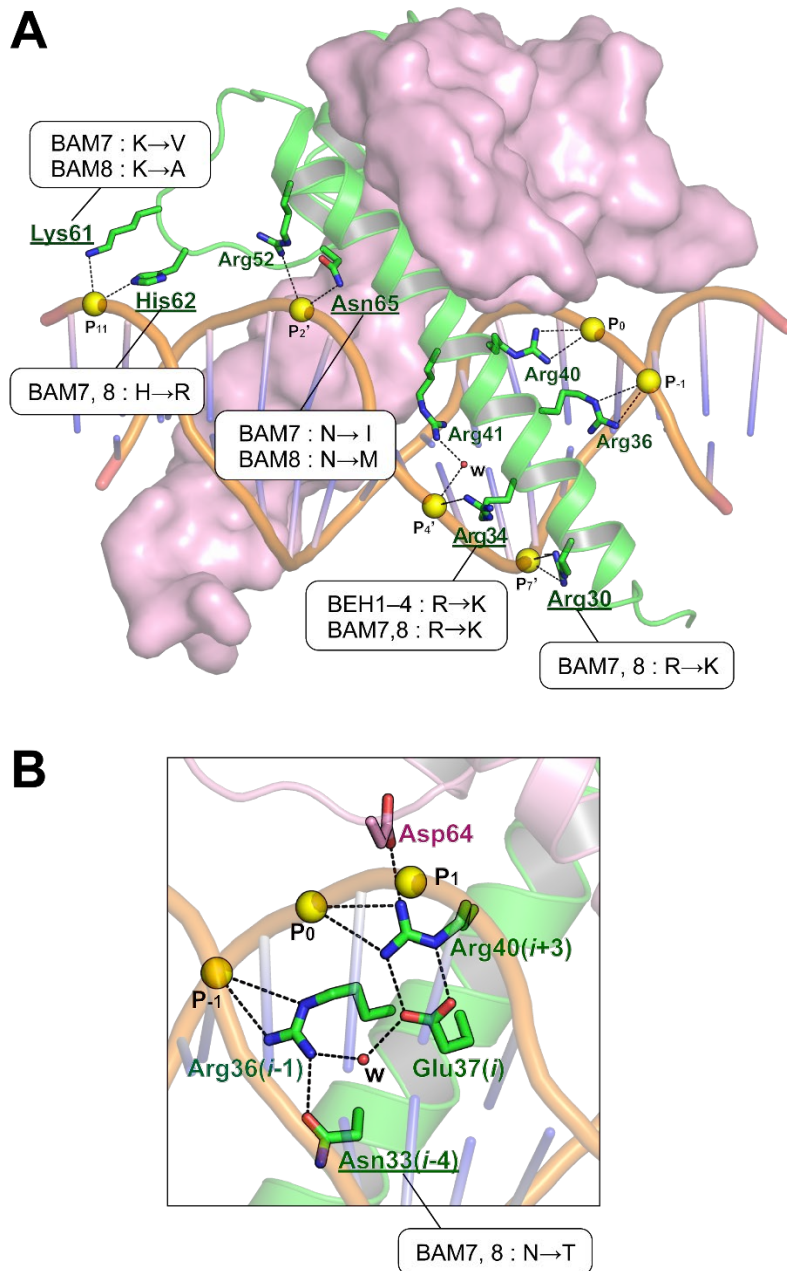 A
BAM7 : K→V
BAM8 : K→A
Lys61
His62
P11
Arg52
Asn65
P2'
BAM7, 8 : H→R
BAM7 : N→ I
BAM8 : N→M
P0
Arg40
P-1
Arg36
Arg41
W
P4'
Arg34
P7'
Arg30
BEH1–4 : R→K
BAM7,8 : R→K
BAM7, 8 : R→K
B
Asp64
P1
P0
Arg40(i+3)
P-1
Arg36(i-1)
W
Glu37(i)
Asn33(i-4)
BAM7, 8 : N→T